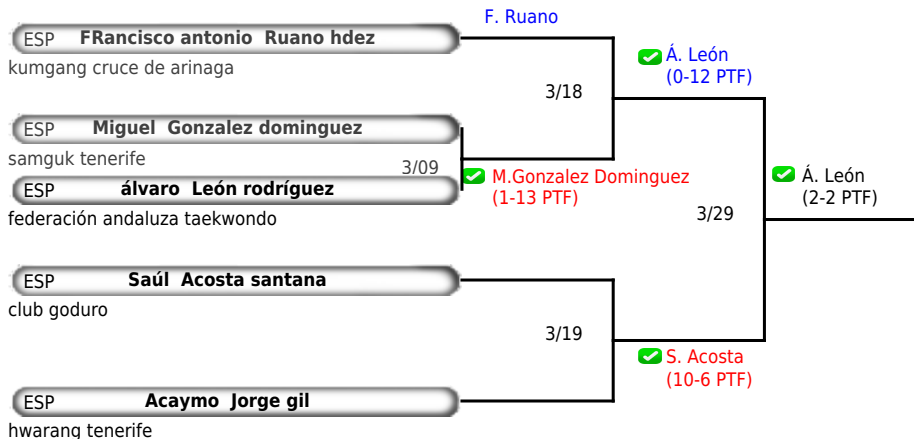 F. Ruano
ESP FRancisco antonio Ruano hdez
kumgang cruce de arinaga
Á. León
(0-12 PTF)
3/18
ESP Miguel Gonzalez dominguez
samguk tenerife
3/09
M.Gonzalez Dominguez
(1-13 PTF)
ESP álvaro León rodríguez
federación andaluza taekwondo
Á. León
(2-2 PTF)
3/29
ESP Saúl Acosta santana
club goduro
3/19
S. Acosta
(10-6 PTF)
ESP Acaymo Jorge gil
hwarang tenerife